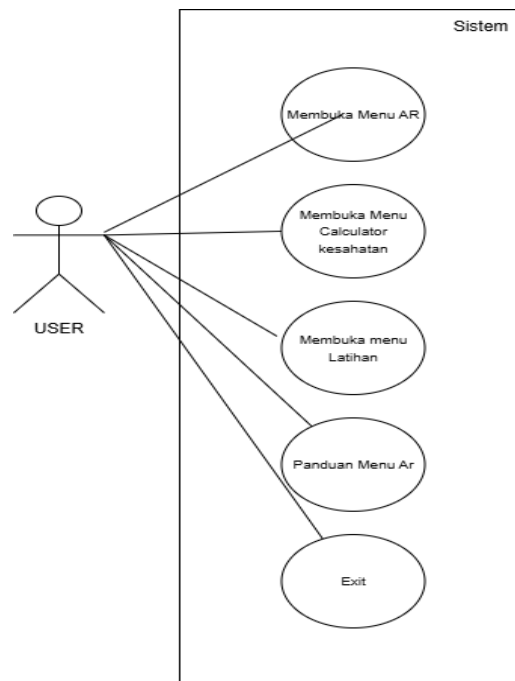 Sistem
Membuka Menu AR
Membuka Menu
Calculator
kesahatan
USER
Membuka menu
Latihan
Panduan Menu Ar
Exit